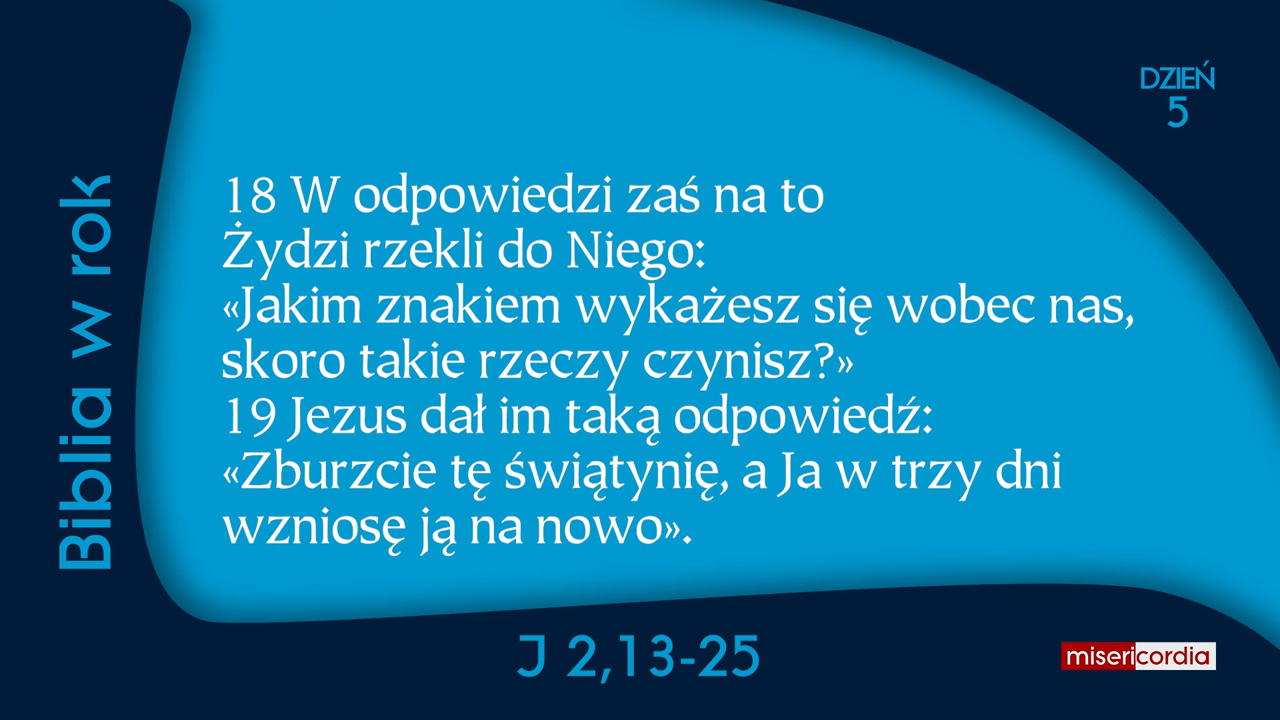 DZIEŃ
5
Biblia w rok
18 W odpowiedzi zaś na to
Żydzi rzekli do Niego:
«Jakim znakiem wykażesz się wobec nas,
skoro takie rzeczy czynisz?»
19 Jezus dał im taką odpowiedź:
«Zburzcie tę świątynię, a Ja w trzy dni
wzniosę ją na nowo».
J 2,13-25
misericordia